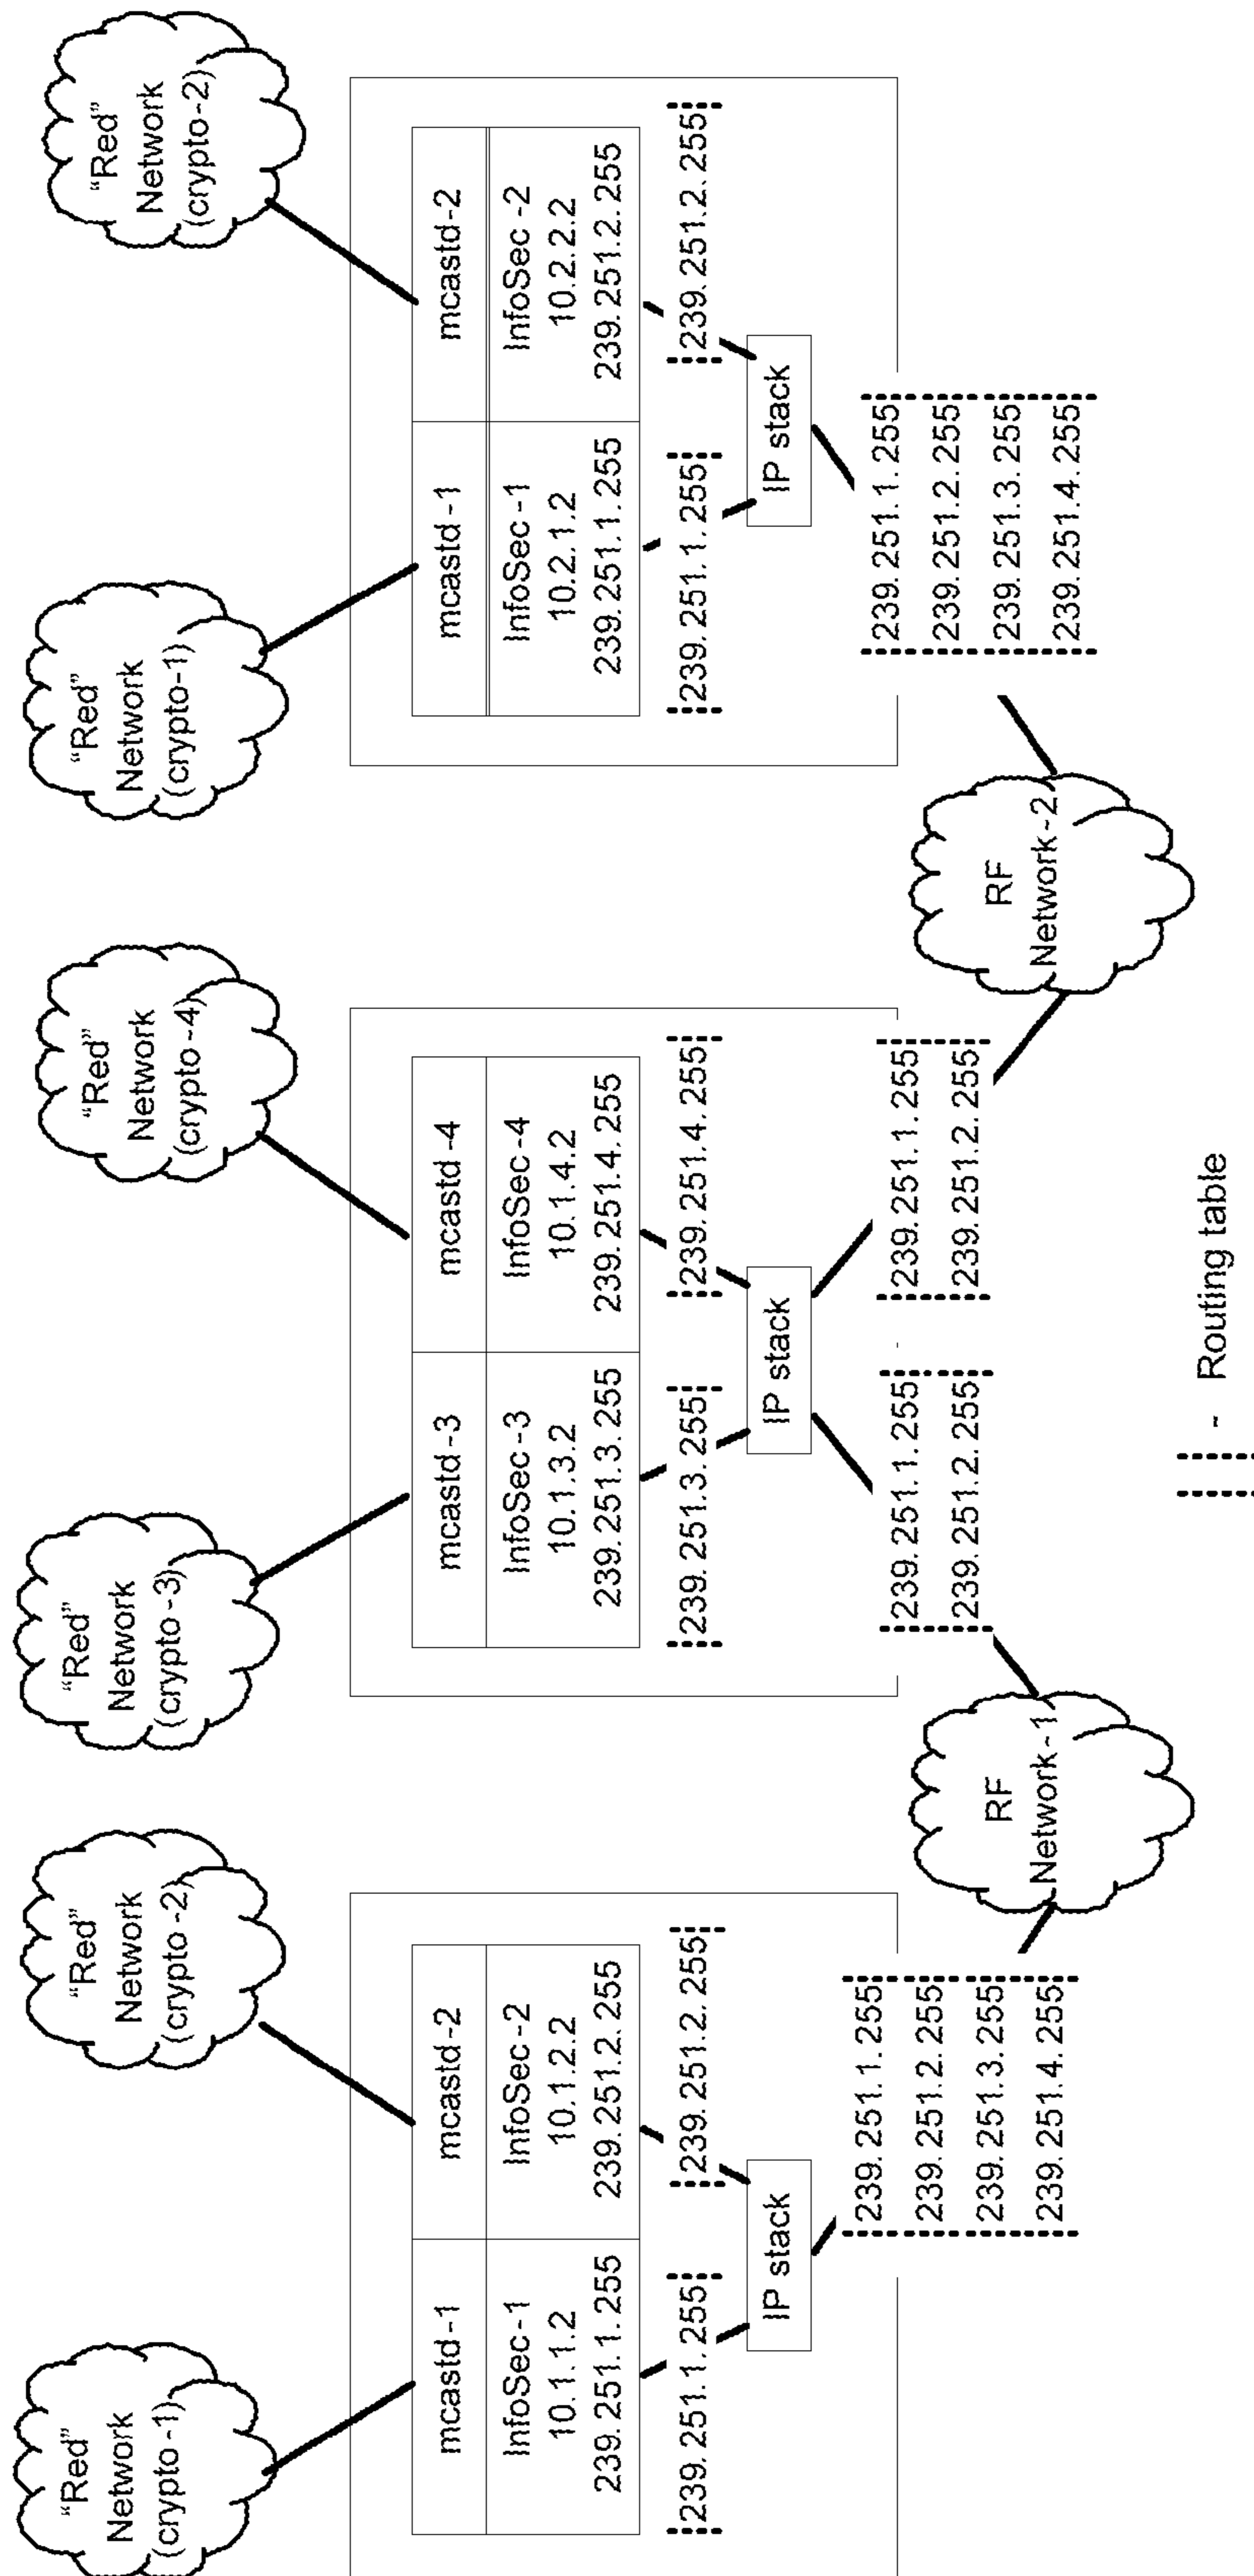 “Red”
Network
(crypto-1)
“Red”
Network
(crypto-2)
mcastd-1
mcastd-2
InfoSec-1
10.1.1.2
239.251.1.255
InfoSec-2
10.1.2.2
239.251.2.255
239.251.1.255
239.251.2.255
IP stack
239.251.1.255
239.251.2.255
239.251.3.255
239.251.4.255
RF
Network-1
“Red”
Network
(crypto-3)
“Red”
Network
(crypto-4)
mcastd-3
mcastd-4
InfoSec-3
10.1.3.2
239.251.3.255
InfoSec-4
10.1.4.2
239.251.4.255
239.251.3.255
239.251.4.255
IP stack
239.251.1.255
239.251.2.255
239.251.1.255
239.251.2.255
RF
Network-2
“Red”
Network
(crypto-1)
“Red”
Network
(crypto-2)
mcastd-1
mcastd-2
InfoSec-1
10.2.1.2
239.251.1.255
InfoSec-2
10.2.2.2
239.251.2.255
239.251.1.255
239.251.2.255
IP stack
239.251.1.255
239.251.2.255
239.251.3.255
239.251.4.255
- Routing table